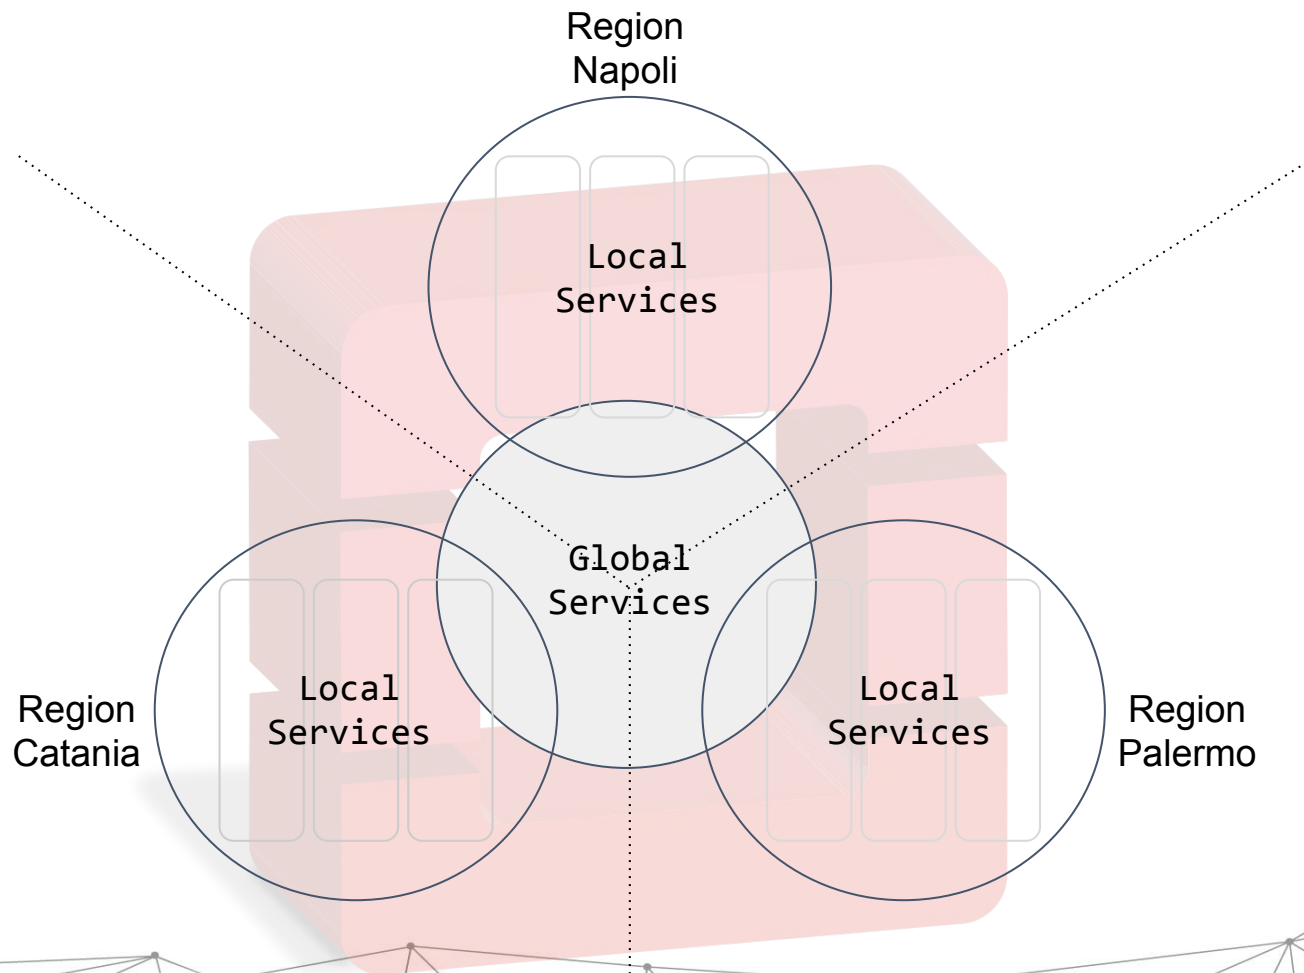 Region
Napoli
Local
Services
Global
Services
Local
Services
Region
Catania
Local
Services
Region
Palermo